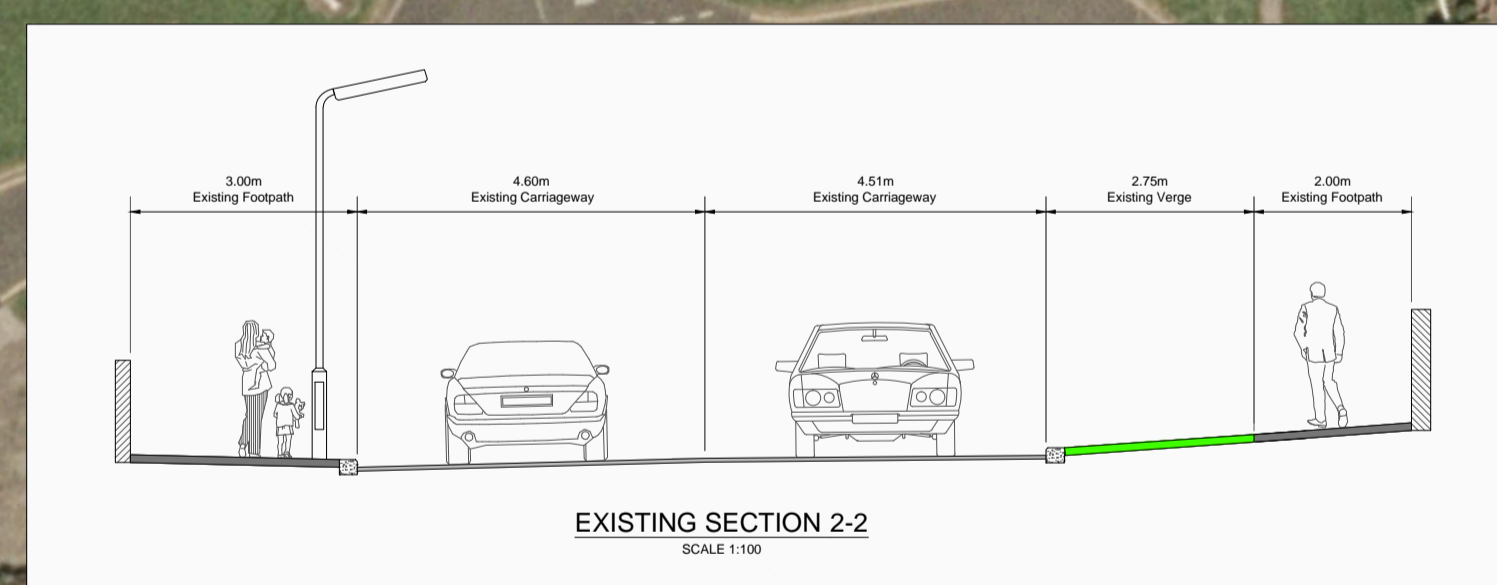 3.00m
Existing Footpath
4.60m
Existing Carriageway
4.51m
Existing Carriageway
2.75m
Existing Verge
2.00m
Existing Footpath
EXISTING SECTION 2-2
SCALE 1:100